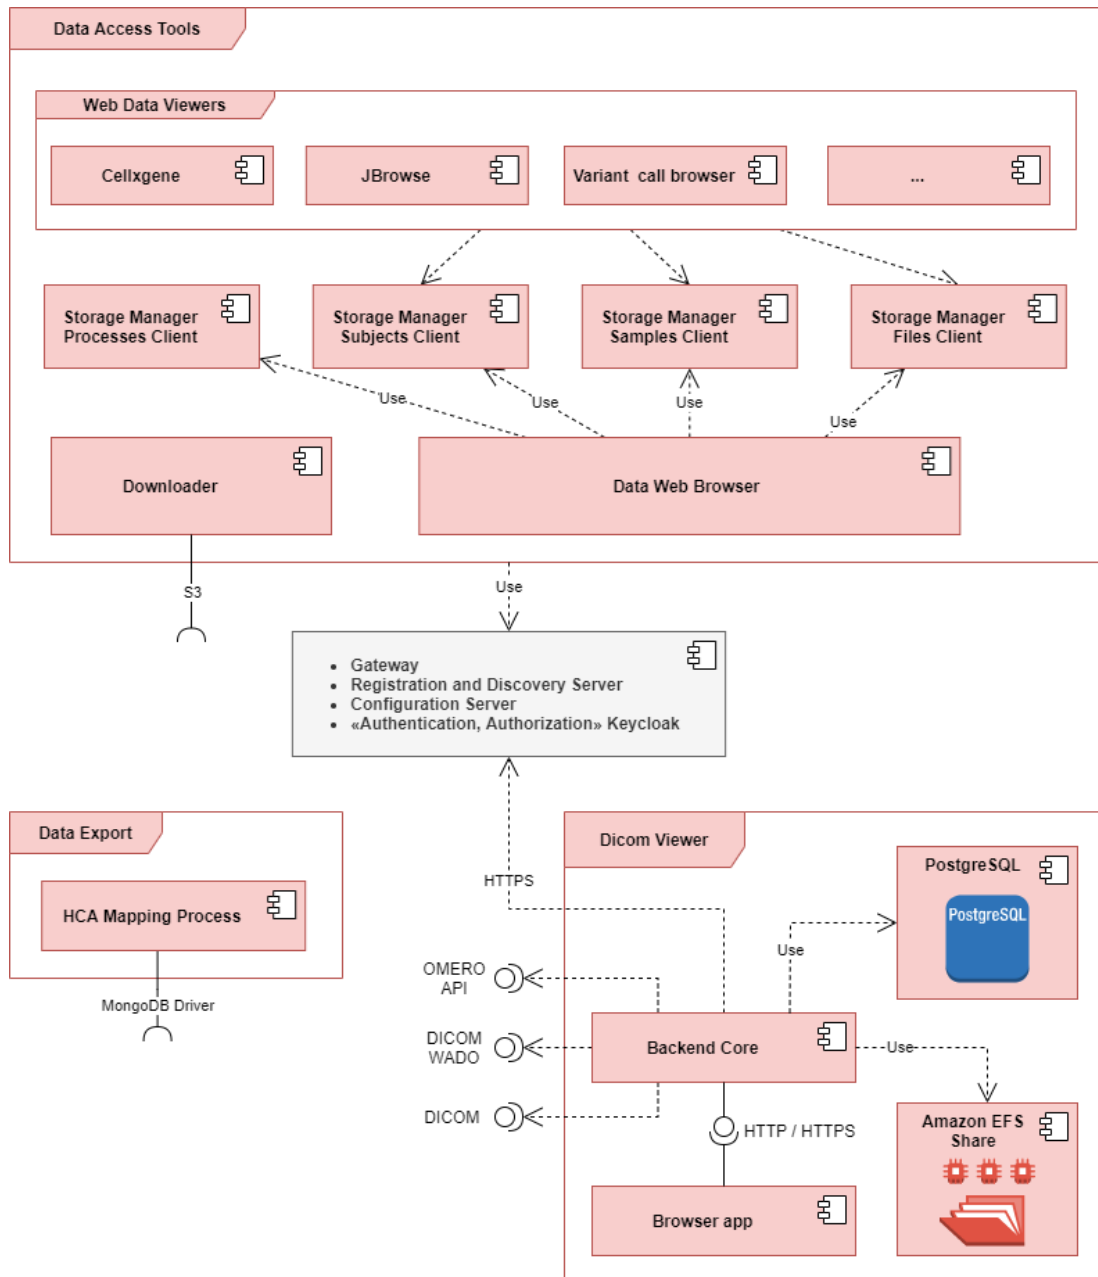 Data Access Tools
Web Data Viewers
Cellxgene
JBrowse
Variant call browser
...
Storage Manager
Processes Client
Storage Manager
Subjects Client
Storage Manager
Samples Client
Storage Manager
Files Client
Use
Use
Use
Use
Downloader
Data Web Browser
S3
Use
• Gateway
• Registration and Discovery Server
• Configuration Server
• «Authentication, Authorization» Keycloak
Data Export
HCA Mapping Process
MongoDB Driver
HTTPS
Dicom Viewer
PostgreSQL
PostgreSQL
Use
OMERO
API
DICOM
WADO
DICOM
Backend Core
Use
HTTP / HTTPS
Amazon EFS
Share
Browser app